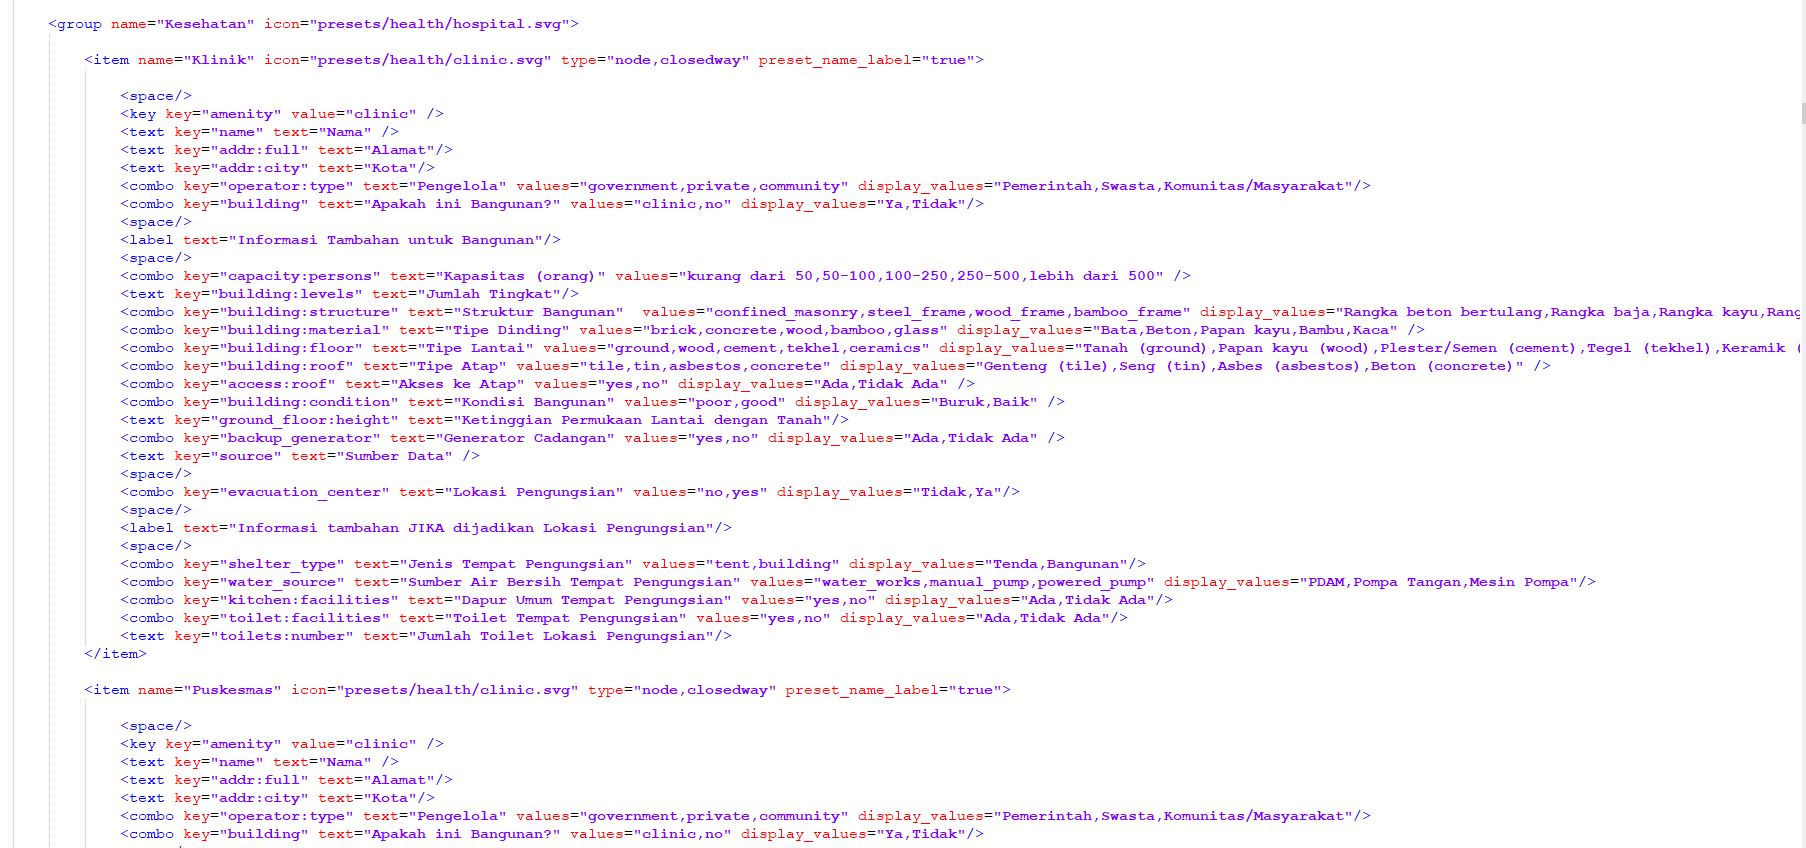 <group name="Kesehatan" icon="presets/health/hospital.svg">
<item name="Klinik" icon="presets/health/clinic.svg" type="node,closedway" preset_name_label="true">
<space/>
<key key="amenity" value="clinic" />
<text key="name" text="Nama" />
<text key="addr:full" text="Alamat"/>
<text key="addr:city" text="Kota"/>
<combo key="operator:type" text="Pengelola" values="government,private,community" display_values="Pemerintah,Swasta,Komunitas/Masyarakat"/>
<combo key="building" text="Apakah ini Bangunan?" values="clinic,no" display_values="Ya,Tidak"/>
<space/>
<label text="Informasi Tambahan untuk Bangunan"/>
<space/>
<combo key="capacity:persons" text="Kapasitas (orang)" values="kurang dari 50,50-100,100-250,250-500,lebih dari 500" />
<text key="building:levels" text="Jumlah Tingkat"/>
<combo key="building:structure" text="Struktur Bangunan"  values="confined_masonry,steel_frame,wood_frame,bamboo_frame" display_values="Rangka beton bertulang,Rangka baja,Rangka kayu,Rang
<combo key="building:material" text="Tipe Dinding" values="brick,concrete,wood,bamboo,glass" display_values="Bata,Beton,Papan kayu,Bambu,Kaca" />
<combo key="building:floor" text="Tipe Lantai" values="ground,wood,cement,tekhel,ceramics" display_values="Tanah (ground),Papan kayu (wood),Plester/Semen (cement),Tegel (tekhel),Keramik (
<combo key="building:roof" text="Tipe Atap" values="tile,tin,asbestos,concrete" display_values="Genteng (tile),Seng (tin),Asbes (asbestos),Beton (concrete)" />
<combo key="access:roof" text="Akses ke Atap" values="yes,no" display_values="Ada,Tidak Ada" />
<combo key="building:condition" text="Kondisi Bangunan" values="poor,good" display_values="Buruk,Baik" />
<text key="ground_floor:height" text="Ketinggian Permukaan Lantai dengan Tanah"/>
<combo key="backup_generator" text="Generator Cadangan" values="yes,no" display_values="Ada,Tidak Ada" />
<text key="source" text="Sumber Data" />
<space/>
<combo key="evacuation_center" text="Lokasi Pengungsian" values="no,yes" display_values="Tidak,Ya"/>
<space/>
<label text="Informasi tambahan JIKA dijadikan Lokasi Pengungsian"/>
<space/>
<combo key="shelter_type" text="Jenis Tempat Pengungsian" values="tent,building" display_values="Tenda,Bangunan"/>
<combo key="water_source" text="Sumber Air Bersih Tempat Pengungsian" values="water_works,manual_pump,powered_pump" display_values="PDAM,Pompa Tangan,Mesin Pompa"/>
<combo key="kitchen:facilities" text="Dapur Umum Tempat Pengungsian" values="yes,no" display_values="Ada,Tidak Ada"/>
<combo key="toilet:facilities" text="Toilet Tempat Pengungsian" values="yes,no" display_values="Ada,Tidak Ada"/>
<text key="toilets:number" text="Jumlah Toilet Lokasi Pengungsian"/>
</item>
<item name="Puskesmas" icon="presets/health/clinic.svg" type="node,closedway" preset_name_label="true">
<space/>
<key key="amenity" value="clinic" />
<text key="name" text="Nama" />
<text key="addr:full" text="Alamat"/>
<text key="addr:city" text="Kota"/>
<combo key="operator:type" text="Pengelola" values="government,private,community" display_values="Pemerintah,Swasta,Komunitas/Masyarakat"/>
<combo key="building" text="Apakah ini Bangunan?" values="clinic,no" display_values="Ya,Tidak"/>